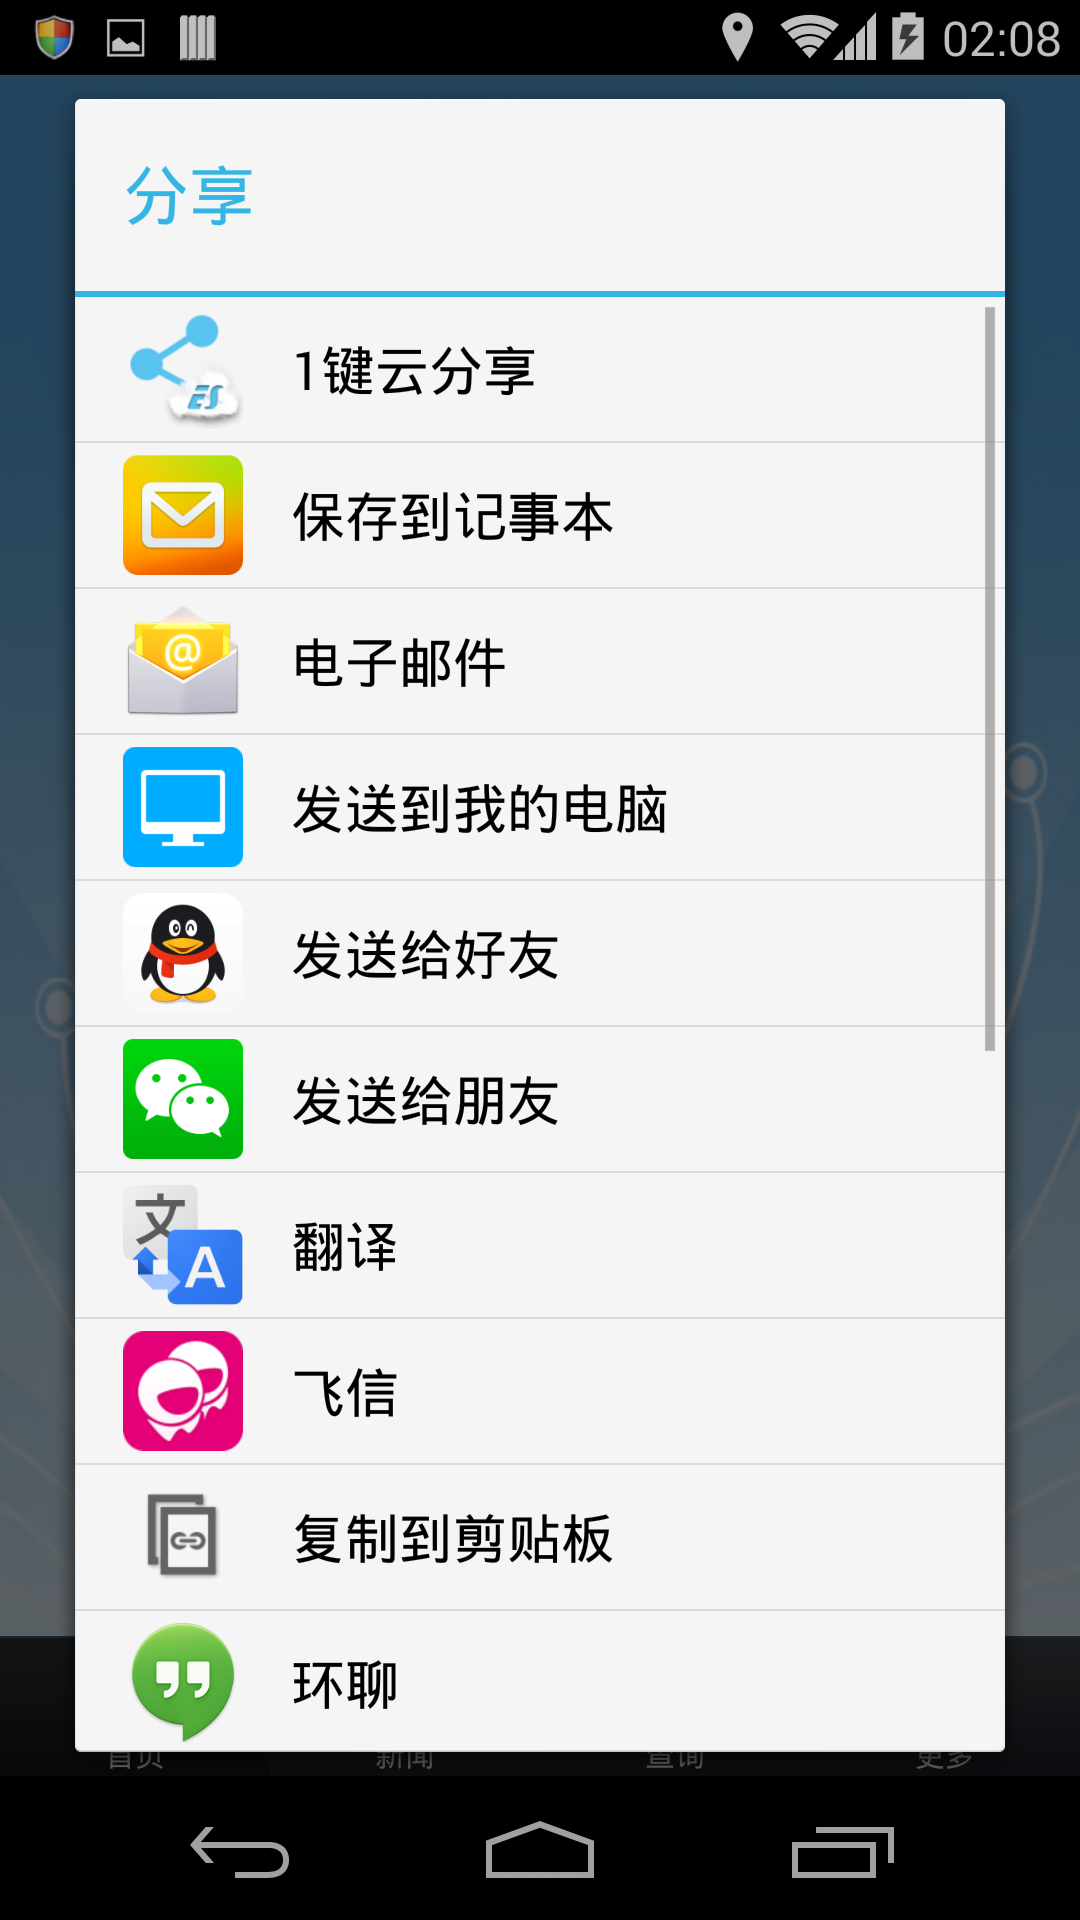 02:08
分享
ES
1键云分享
保存到记事本
@
电子邮件
发送到我的电脑
发送给好友
发送给朋友
文
A
翻译
飞信
复制到剪贴板
环聊
首页 新闻 查询 更多